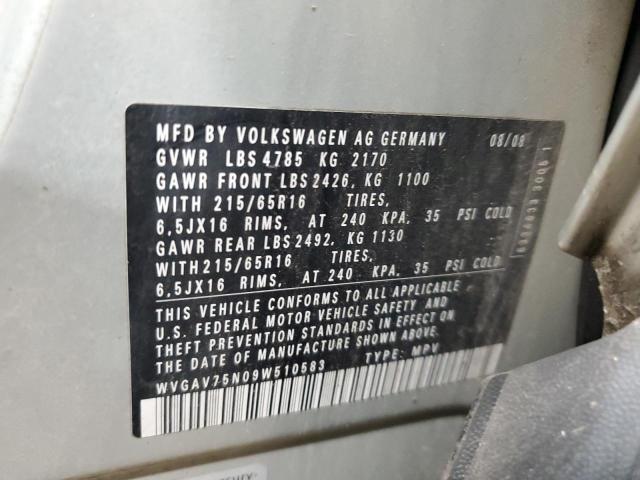 MFD BY VOLKSWAGEN AG GERMANY 08/08
GVWR LBS 4785 KG 2170
GAWR FRONT LBS 2426, KG 1100
WITH 215/65R16 TIRES,
6,5JX16 RIMS, AT 240 KPA, 35 PSI COLD
GAWR REAR LBS 2492, KG 1130
WITH 215/65R16 TIRES,
6,5JX16 RIMS, AT 240 KPA, 35 PSI COLD
THIS VEHICLE CONFORMS TO ALL APPLICABLE
U.S. FEDERAL MOTOR VEHICLE SAFETY AND
THEFT PREVENTION STANDARDS IN EFFECT ON
THE DATE OF MANUFACTURE SHOWN ABOVE.
WVGAV75N09W510583 TYPE: MPV